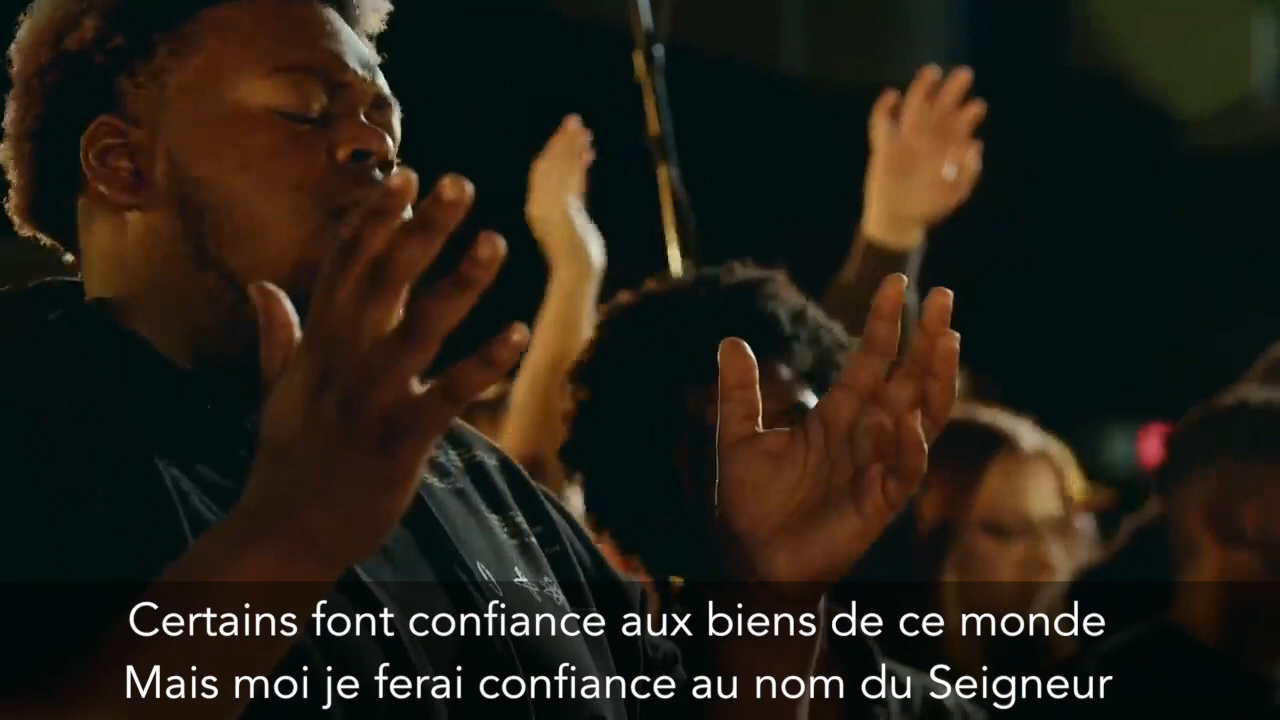 Certains font confiance aux biens de ce monde
Mais moi je ferai confiance au nom du Seigneur